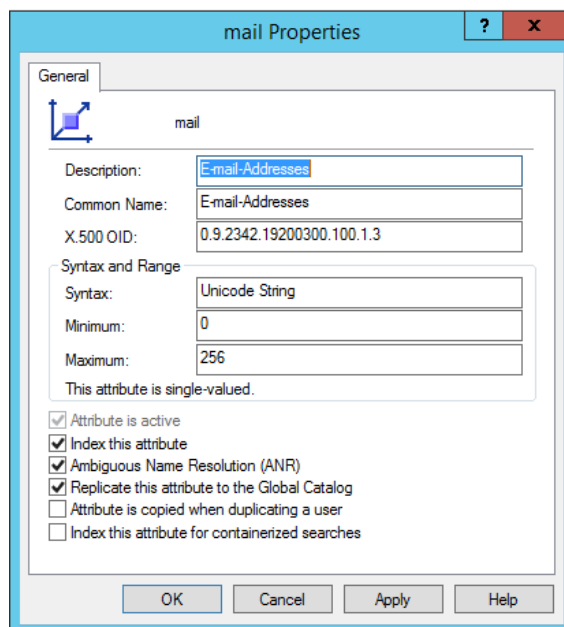 mail Properties
?
x
General
mail
Description:
E-mail-Addresses
Common Name:
E-mail-Addresses
X.500 OID:
0.9.2342.19200300.100.1.3
Syntax and Range
Syntax:
Unicode String
Minimum:
0
Maximum:
256
This attribute is single-valued.
Attribute is active
Index this attribute
Ambiguous Name Resolution (ANR)
Replicate this attribute to the Global Catalog
Attribute is copied when duplicating a user
Index this attribute for containerized searches
OK
Cancel
Apply
Help